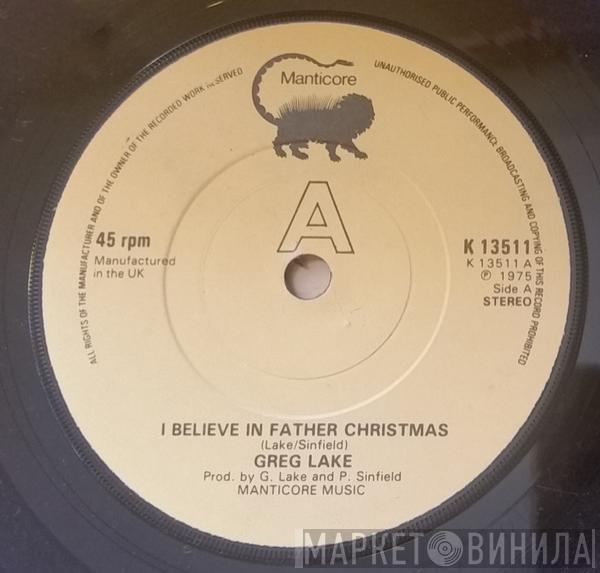 Manticore
ALL RIGHTS OF THE MANUFACTURER AND OF THE OWNER OF THE RECORDED WORK RESERVED
UNAUTHORISED PUBLIC PERFORMANCE BROADCASTING AND COPYING OF THIS RECORD PROHIBITED
A
45 rpm
Manufactured
in the UK
K 13511
K 13511 A
℗ 1975
Side A
STEREO
I BELIEVE IN FATHER CHRISTMAS
(Lake/Sinfield)
GREG LAKE
Prod. by G. Lake and P. Sinfield
MANTICORE MUSIC
МАРКЕТ ВИНИЛА